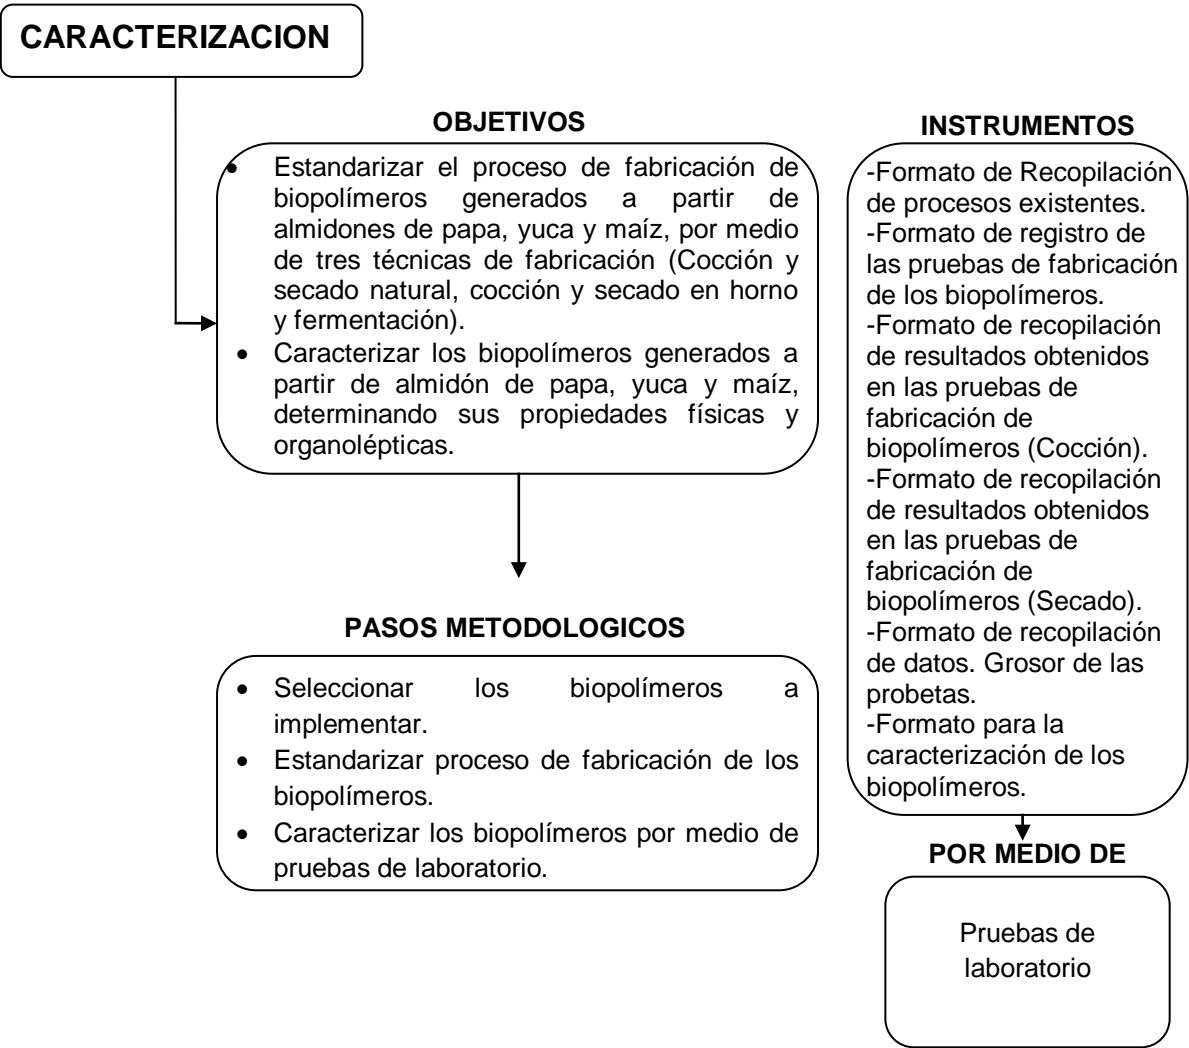 CARACTERIZACION
OBJETIVOS
• Estandarizar el proceso de fabricación de
biopolímeros generados a partir de
almidones de papa, yuca y maíz, por medio
de tres técnicas de fabricación (Cocción y
secado natural, cocción y secado en horno
y fermentación).
• Caracterizar los biopolímeros generados a
partir de almidón de papa, yuca y maíz,
determinando sus propiedades físicas y
organolépticas.
PASOS METODOLOGICOS
• Seleccionar los biopolímeros a
implementar.
• Estandarizar proceso de fabricación de los
biopolímeros.
• Caracterizar los biopolímeros por medio de
pruebas de laboratorio.
INSTRUMENTOS
-Formato de Recopilación
de procesos existentes.
-Formato de registro de
las pruebas de fabricación
de los biopolímeros.
-Formato de recopilación
de resultados obtenidos
en las pruebas de
fabricación de
biopolímeros (Cocción).
-Formato de recopilación
de resultados obtenidos
en las pruebas de
fabricación de
biopolímeros (Secado).
-Formato de recopilación
de datos. Grosor de las
probetas.
-Formato para la
caracterización de los
biopolímeros.
POR MEDIO DE
Pruebas de
laboratorio